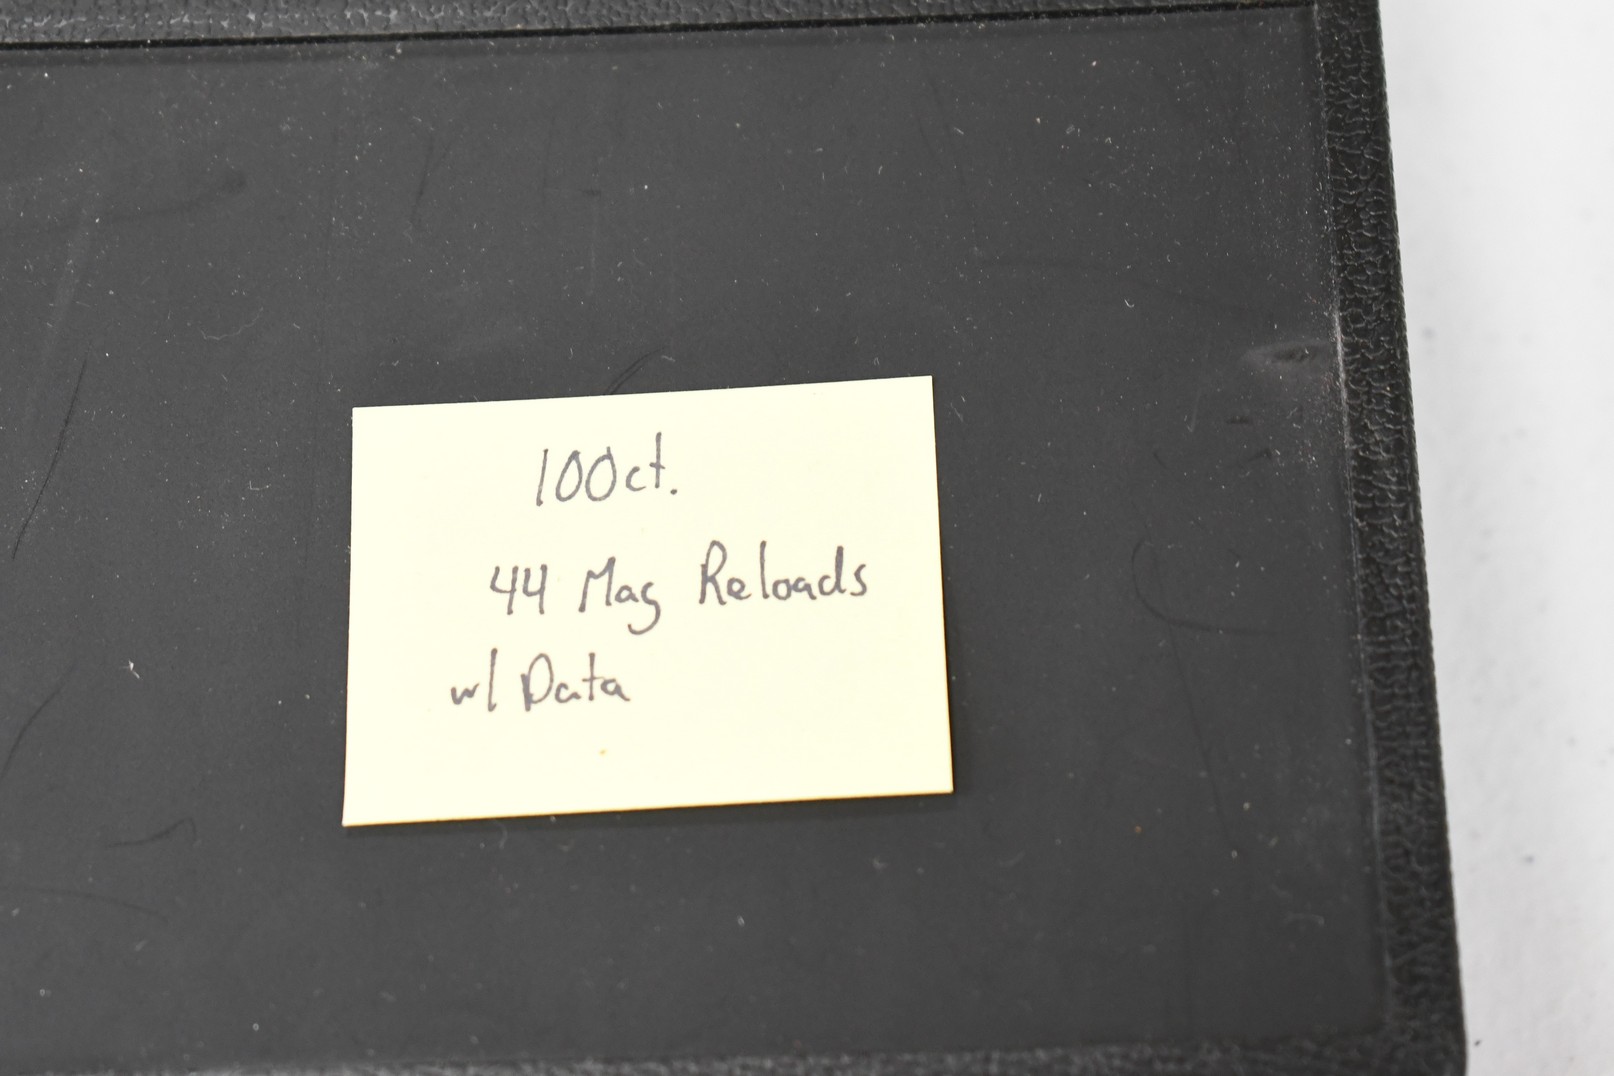 100ct.
44 Mag Reloads
w/ Data